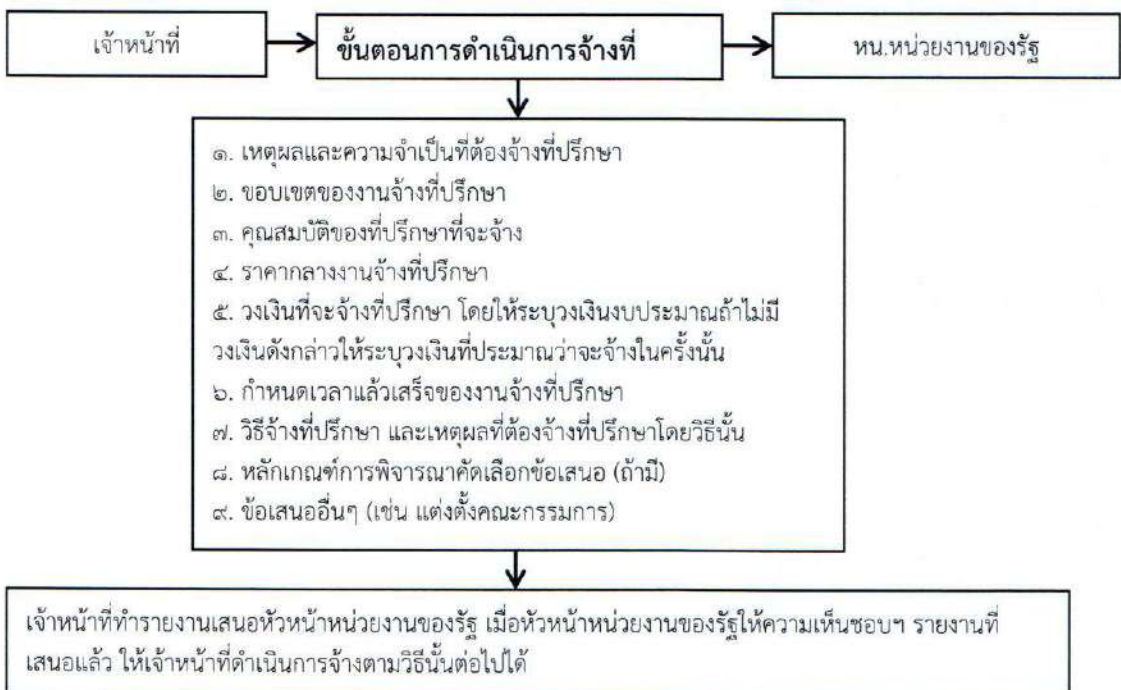 เจ้าหน้าที่
ขั้นตอนการดำเนินการจ้างที่
หน.หน่วยงานของรัฐ
๑. เหตุผลและความจำเป็นที่ต้องจ้างที่ปรึกษา
๒. ขอบเขตของงานจ้างที่ปรึกษา
๓. คุณสมบัติของที่ปรึกษาที่จะจ้าง
๔. ราคากลางงานจ้างที่ปรึกษา
๕. วงเงินที่จะจ้างที่ปรึกษา โดยให้ระบุวงเงินงบประมาณถ้าไม่มี
วงเงินดังกล่าวให้ระบุวงเงินที่ประมาณว่าจะจ้างในครั้งนั้น
๖. กำหนดเวลาแล้วเสร็จของงานจ้างที่ปรึกษา
๗. วิธีจ้างที่ปรึกษา และเหตุผลที่ต้องจ้างที่ปรึกษาโดยวิธีนั้น
๘. หลักเกณฑ์การพิจารณาคัดเลือกข้อเสนอ (ถ้ามี)
๙. ข้อเสนออื่นๆ (เช่น แต่งตั้งคณะกรรมการ)
เจ้าหน้าที่ทำรายงานเสนอหัวหน้าหน่วยงานของรัฐ เมื่อหัวหน้าหน่วยงานของรัฐให้ความเห็นชอบฯ รายงานที่
เสนอแล้ว ให้เจ้าหน้าที่ดำเนินการจ้างตามวิธีนั้นต่อไปได้